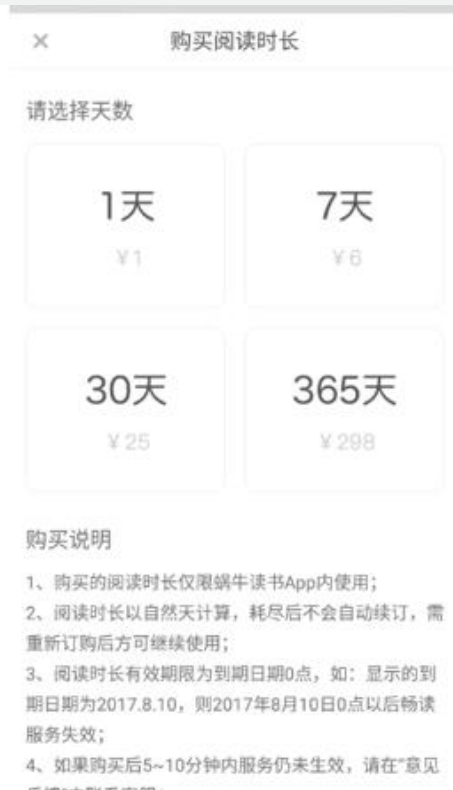 ×
购买阅读时长
请选择天数
1天
7天
¥1
¥6
30天
365天
¥25
¥298
购买说明
1、购买的阅读时长仅限蜗牛读书App内使用；
2、阅读时长以自然天计算，耗尽后不会自动续订，需
重新订购后方可继续使用；
3、阅读时长有效期限为到期日期0点，如：显示的到
期日期为2017.8.10，则2017年8月10日0点以后畅读
服务失效；
4、如果购买后5~10分钟内服务仍未生效，请在"意见